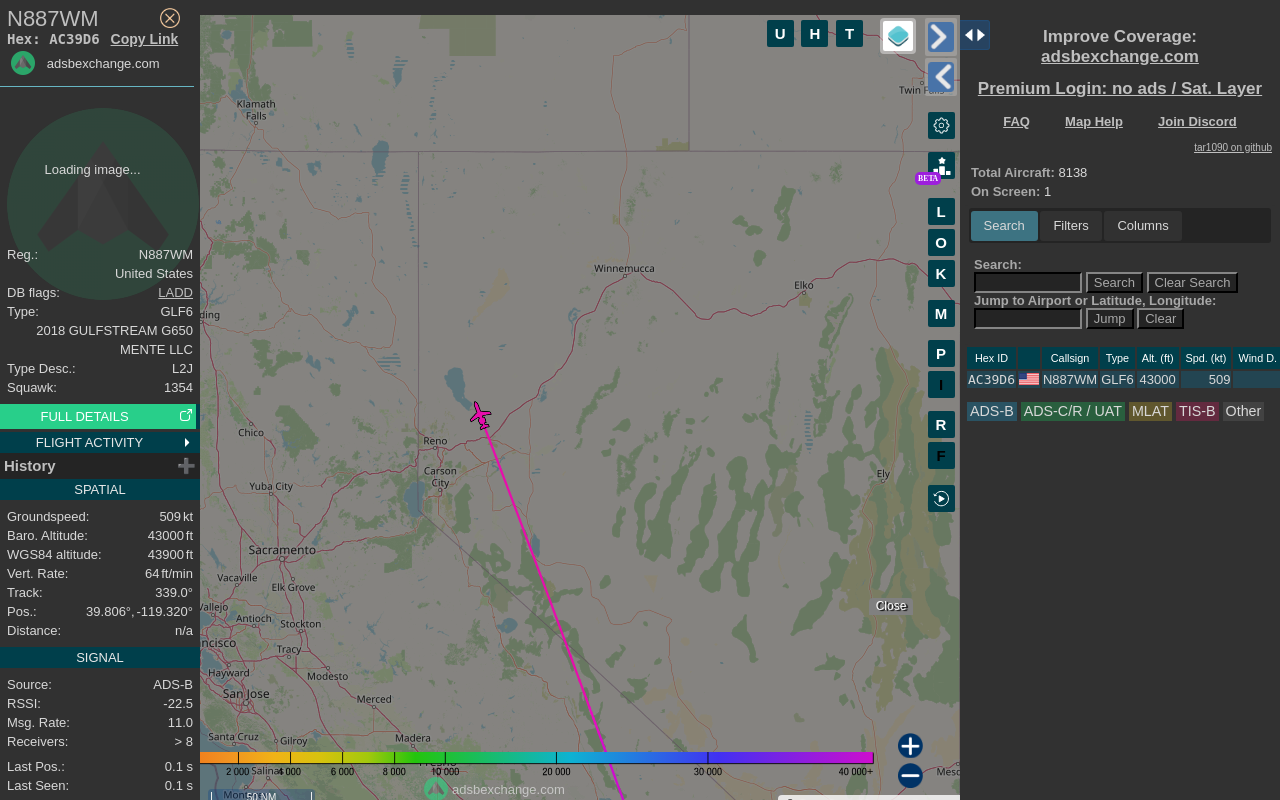 N887WM
Hex: AC39D6 Copy Link
adsbexchange.com
Loading image...
Reg.: N887WM
United States
DB flags: LADD
Type: GLF6
2018 GULFSTREAM G650
MENTE LLC
Type Desc.: L2J
Squawk: 1354
FULL DETAILS
FLIGHT ACTIVITY
History
SPATIAL
Groundspeed: 509 kt
Baro. Altitude: 43000 ft
WGS84 altitude: 43900 ft
Vert. Rate: 64 ft/min
Track: 339.0°
Pos.: 39.806°, -119.320°
Distance: n/a
SIGNAL
Source: ADS-B
RSSI: -22.5
Msg. Rate: 11.0
Receivers: > 8
Last Pos.: 0.1 s
Last Seen: 0.1 s
U H T
Klamath
Falls
Winnemucca
Elko
ding
Chico
Reno
Carson
City
Yuba City
Ely
Sacramento
Vacaville
Elk Grove
Vallejo
Antioch
Stockton
ncisco
Tracy
Hayward
Modesto
San Jose
Merced
Santa Cruz
Gilroy
Madera
BETA
L
O
K
M
P
I
R
F
Close
2 000 4 000 6 000 8 000 10 000 20 000 30 000 40 000+
adsbexchange.com
50 NM
Improve Coverage:
adsbexchange.com
Premium Login: no ads / Sat. Layer
FAQ Map Help Join Discord
tar1090 on github
Total Aircraft: 8138
On Screen: 1
Search Filters Columns
Search:
Search Clear Search
Jump to Airport or Latitude, Longitude:
Jump Clear
Hex ID Callsign Type Alt. (ft) Spd. (kt) Wind D.
AC39D6 N887WM GLF6 43000 509
ADS-B ADS-C/R / UAT MLAT TIS-B Other